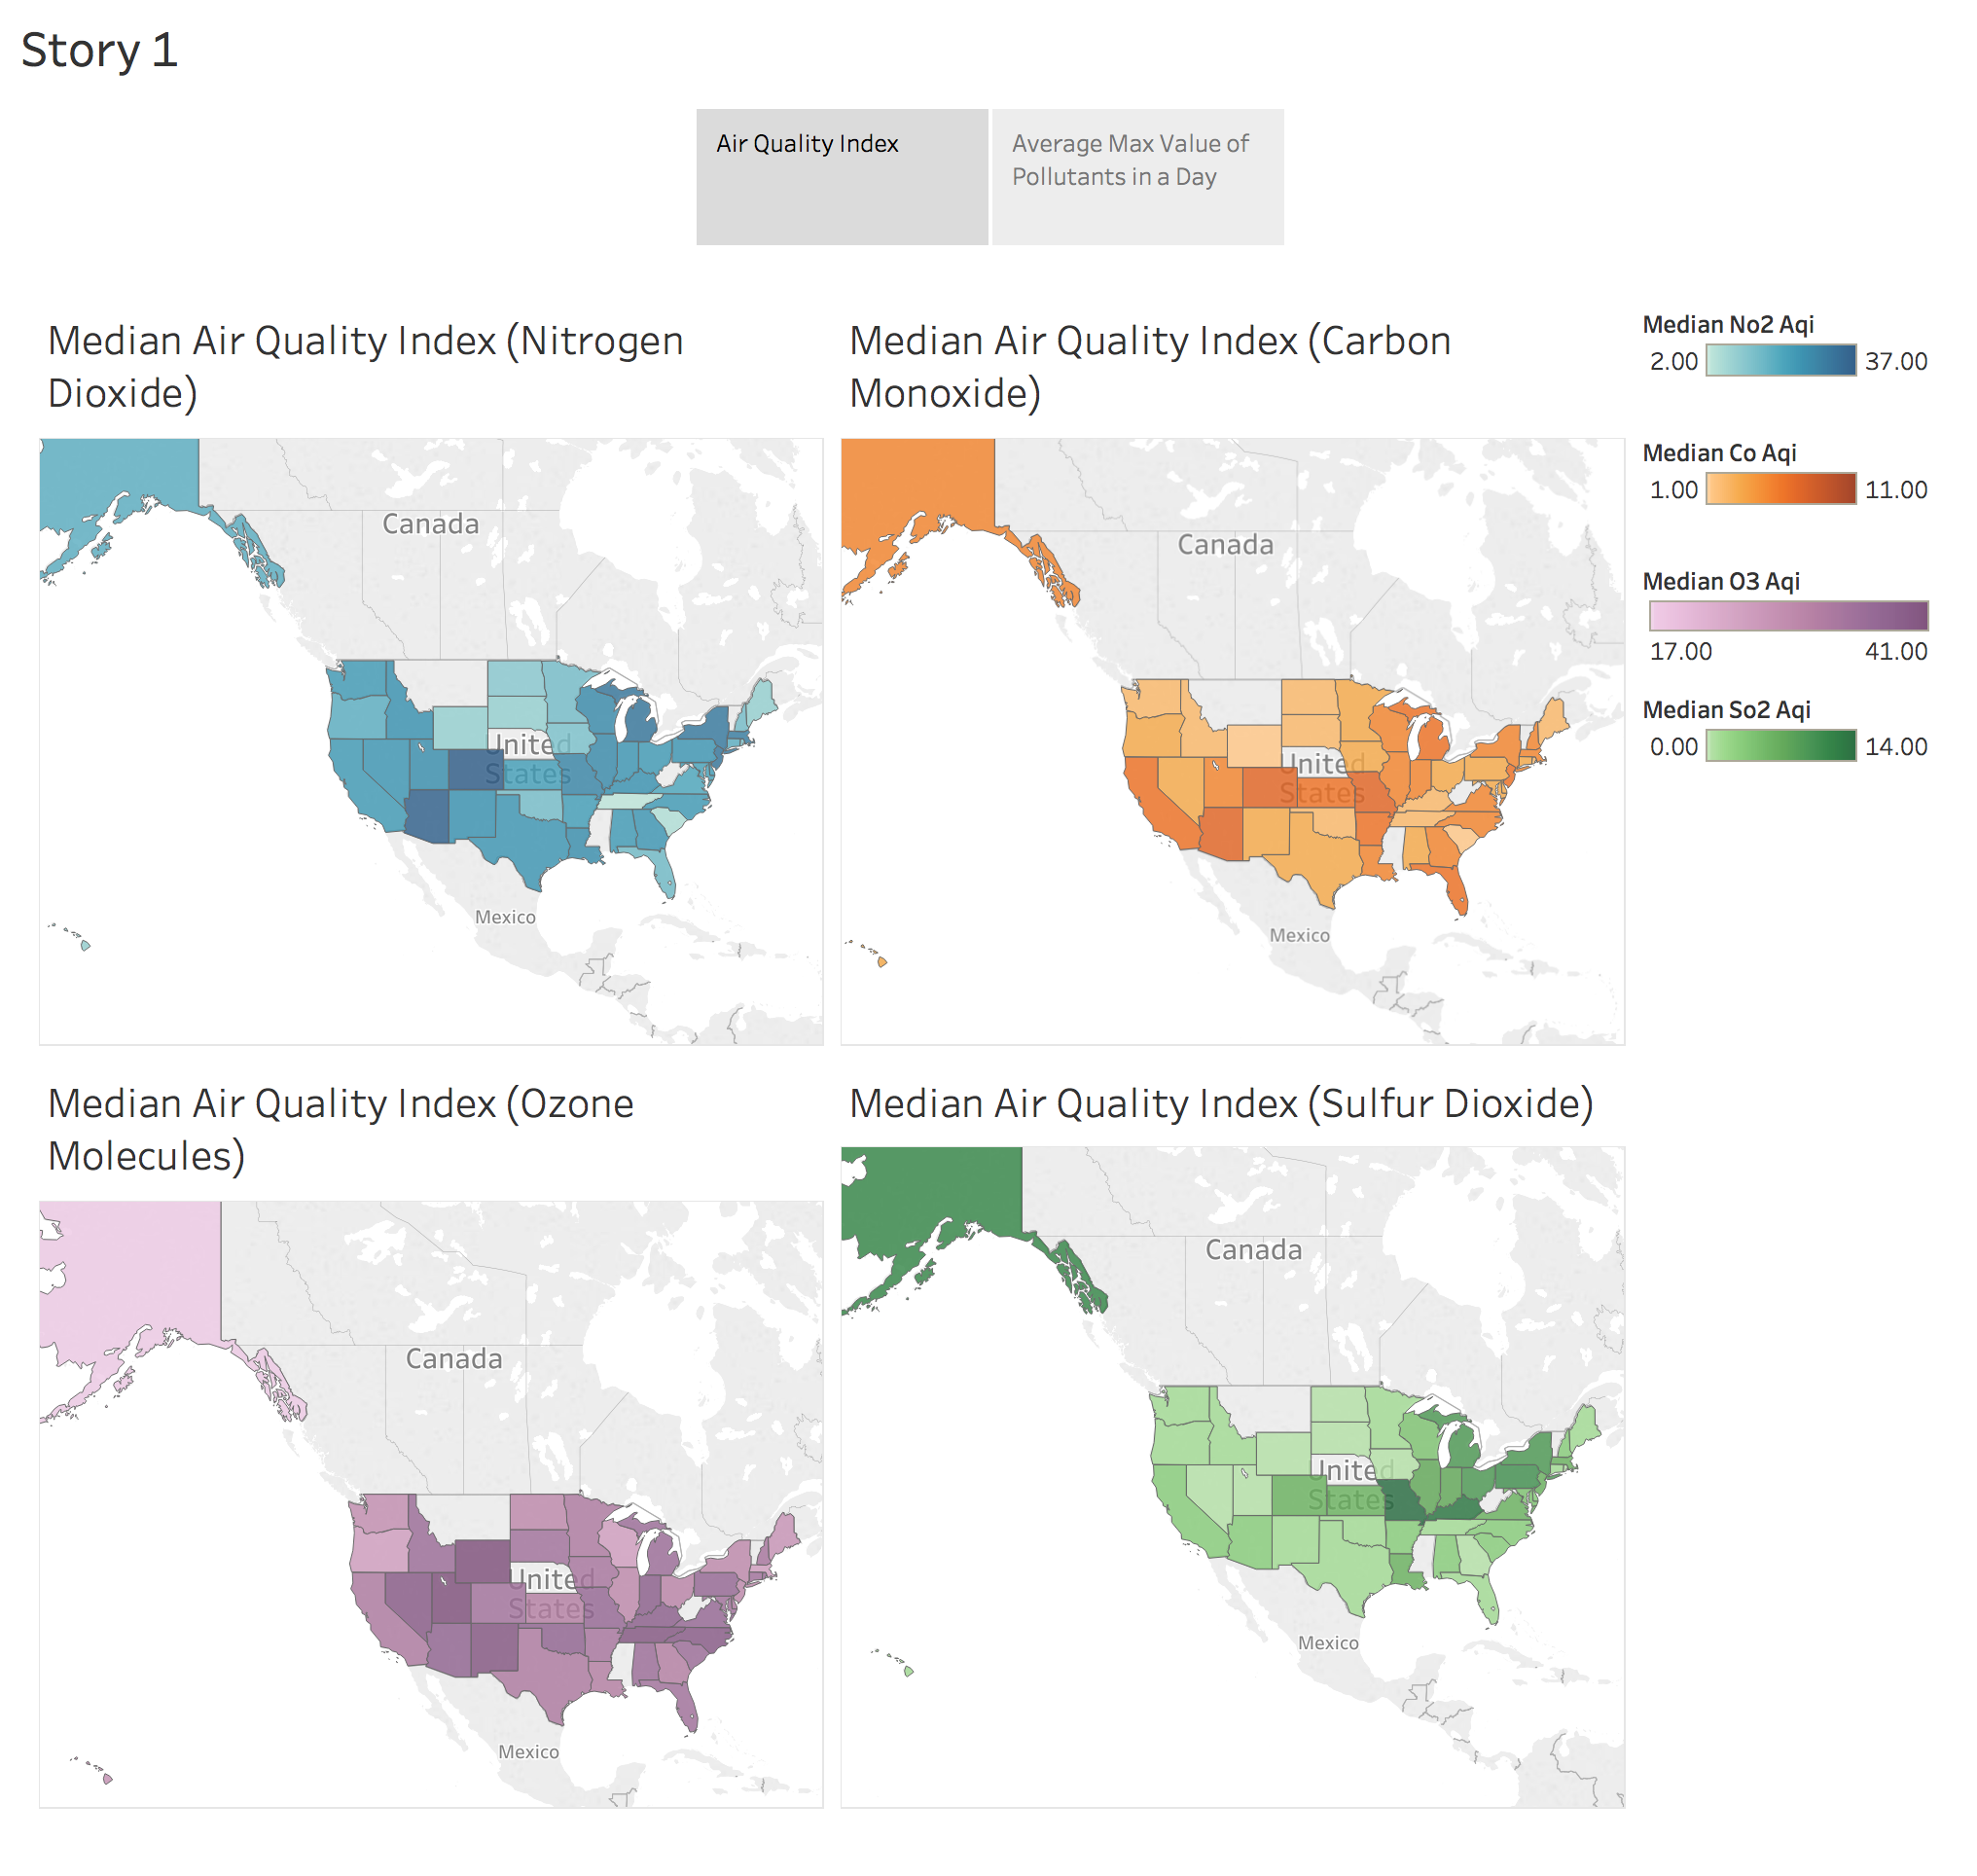 Story 1
Air Quality Index
Average Max Value of
Pollutants in a Day
Median Air Quality Index (Nitrogen
Dioxide)
Canada
United
States
Mexico
Median Air Quality Index (Carbon
Monoxide)
Canada
United
States
Mexico
Median No2 Aqi
2.00 37.00
Median Co Aqi
1.00 11.00
Median O3 Aqi
17.00 41.00
Median So2 Aqi
0.00 14.00
Median Air Quality Index (Ozone
Molecules)
Canada
United
States
Mexico
Median Air Quality Index (Sulfur Dioxide)
Canada
United
States
Mexico